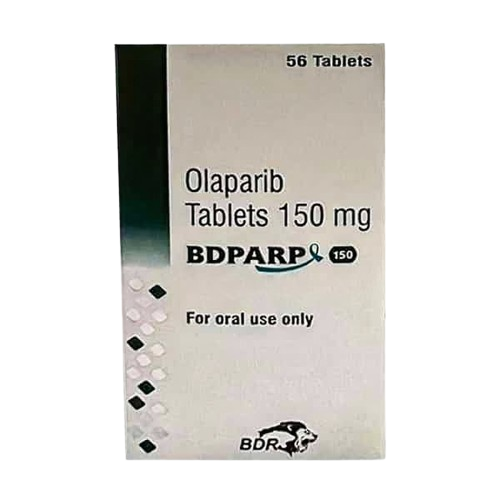 56 Tablets
Olaparib
Tablets 150 mg
BDPARP 150
For oral use only
BDR